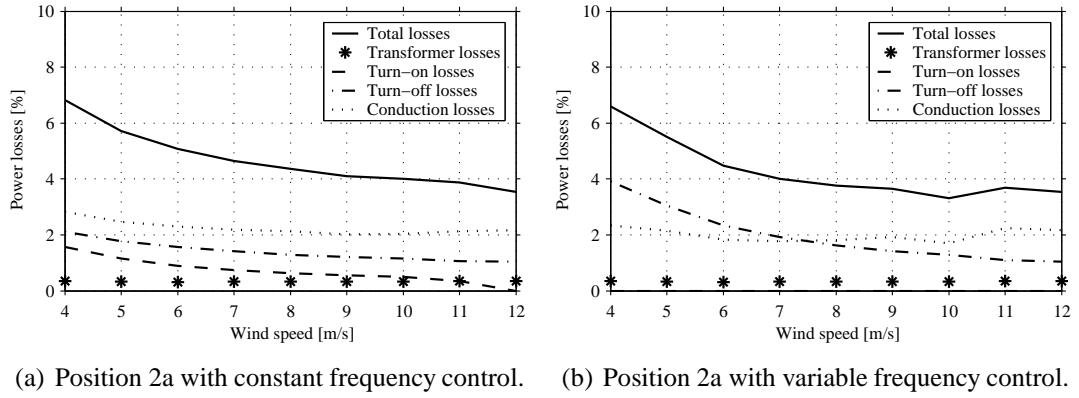 10
8
6
4
2
0
Power losses [%]
4 5 6 7 8 9 10 11 12
Wind speed [m/s]
Total losses
Transformer losses
Turn−on losses
Turn−off losses
Conduction losses
(a) Position 2a with constant frequency control.
10
8
6
4
2
0
Power losses [%]
4 5 6 7 8 9 10 11 12
Wind speed [m/s]
Total losses
Transformer losses
Turn−on losses
Turn−off losses
Conduction losses
(b) Position 2a with variable frequency control.